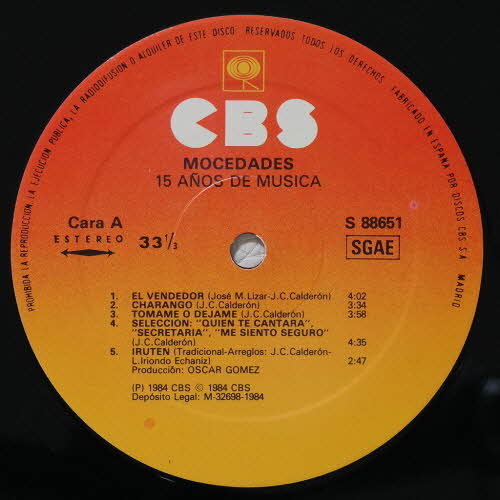 PROHIBIDA LA REPRODUCCION, LA EJECUCION PUBLICA, LA RADIODIFUSION O ALQUILER DE ESTE DISCO. RESERVADOS TODOS LOS DERECHOS. FABRICADO EN ESPAÑA POR DISCOS CBS S.A. MADRID
CBS
MOCEDADES
15 AÑOS DE MUSICA
Cara A
S 88651
ESTEREO
33 1/3
SGAE
1. EL VENDEDOR (José M.Lizar-J.C.Calderón) 4:02
2. CHARANGO (J.C.Calderón) 3:34
3. TOMAME O DEJAME (J.C.Calderón) 3:58
4. SELECCION: "QUIEN TE CANTARA",
"SECRETARIA", "ME SIENTO SEGURO"
(J.C.Calderón) 4:35
5. IRUTEN (Tradicional-Arreglos: J.C.Calderón-
L.Iriondo Echaniz) 2:47
Producción: OSCAR GOMEZ
(P) 1984 CBS © 1984 CBS
Depósito Legal: M-32698-1984